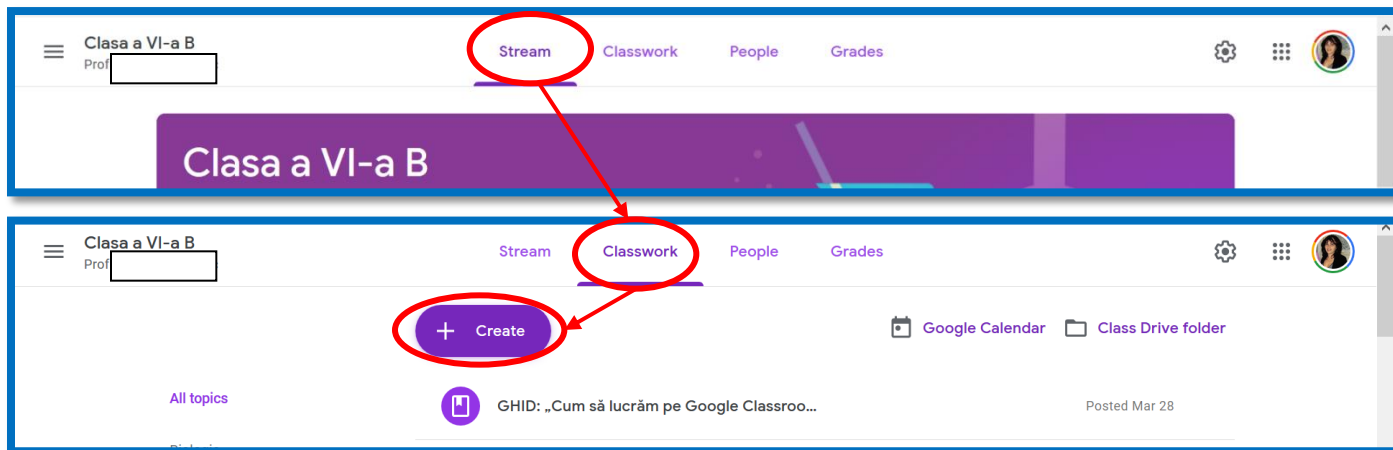 Clasa a VI-a B
Prof
Stream Classwork People Grades
Clasa a VI-a B
Clasa a VI-a B
Prof
Stream Classwork People Grades
+ Create
Google Calendar Class Drive folder
All topics
GHID: „Cum să lucrăm pe Google Classroo... Posted Mar 28